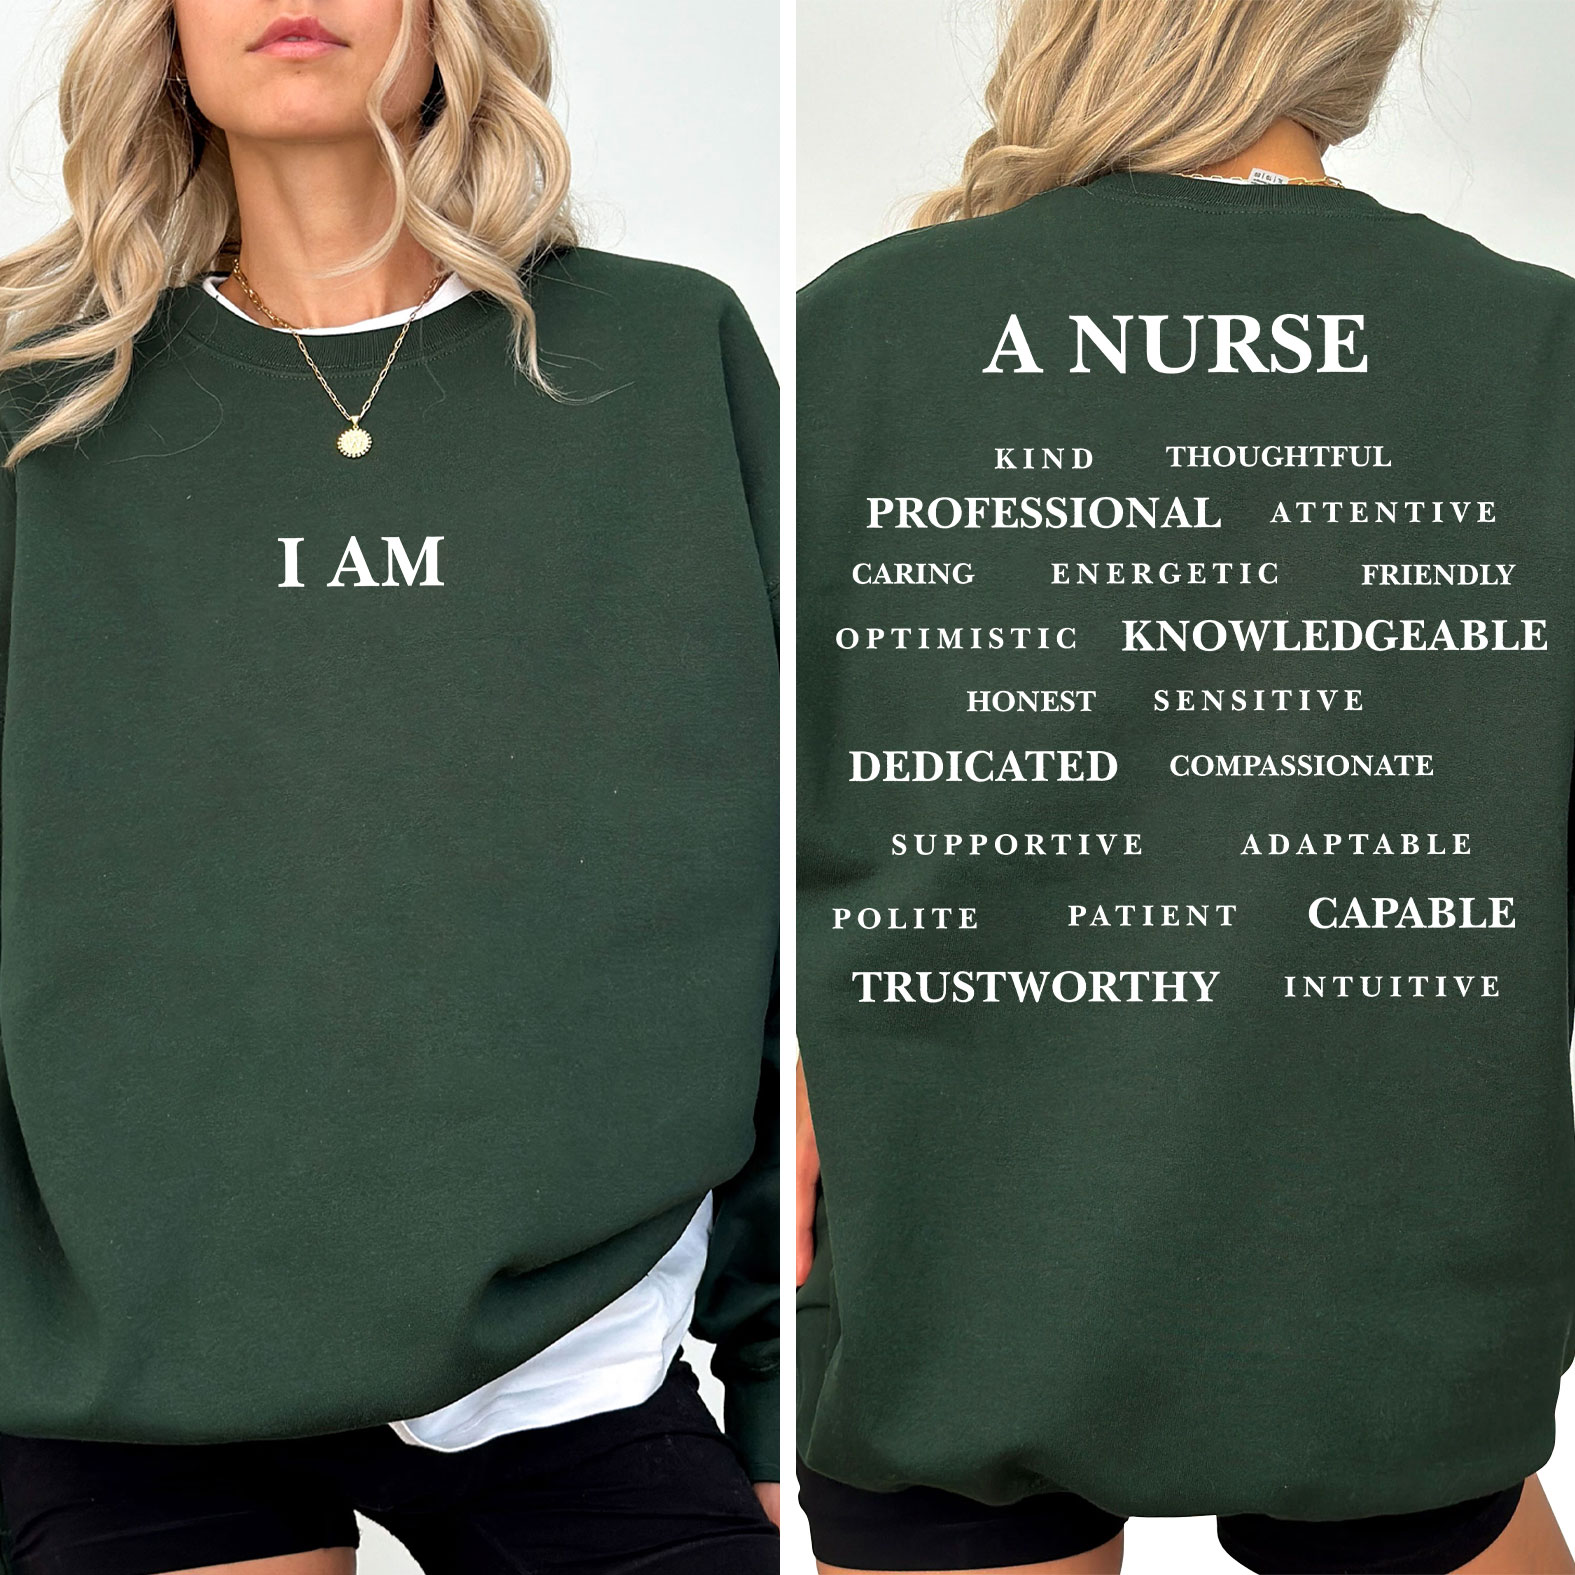 I AM
A NURSE
KIND THOUGHTFUL
PROFESSIONAL ATTENTIVE
CARING ENERGETIC FRIENDLY
OPTIMISTIC KNOWLEDGEABLE
HONEST SENSITIVE
DEDICATED COMPASSIONATE
SUPPORTIVE ADAPTABLE
POLITE PATIENT CAPABLE
TRUSTWORTHY INTUITIVE